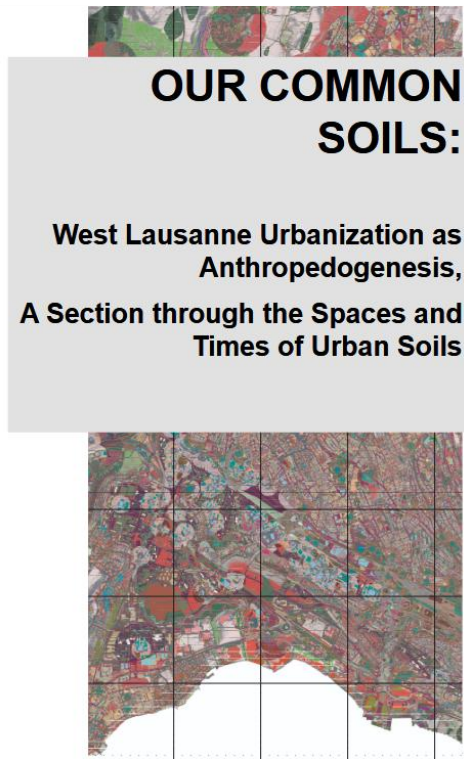 OUR COMMON
SOILS:
West Lausanne Urbanization as
Anthropedogenesis,
A Section through the Spaces and
Times of Urban Soils